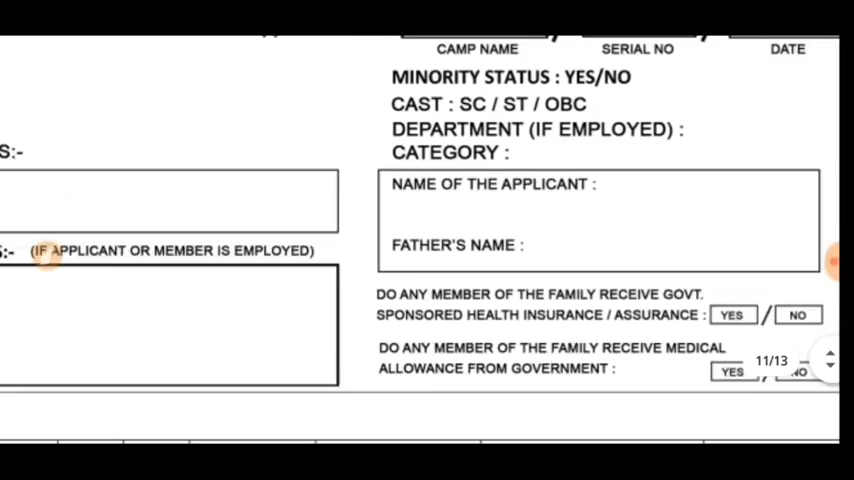 CAMP NAME
SERIAL NO
DATE
MINORITY STATUS : YES/NO
CAST : SC / ST / OBC
DEPARTMENT (IF EMPLOYED) :
CATEGORY :
S:-
NAME OF THE APPLICANT :
FATHER'S NAME :
S:- (IF APPLICANT OR MEMBER IS EMPLOYED)
DO ANY MEMBER OF THE FAMILY RECEIVE GOVT.
SPONSORED HEALTH INSURANCE / ASSURANCE : YES / NO
DO ANY MEMBER OF THE FAMILY RECEIVE MEDICAL
ALLOWANCE FROM GOVERNMENT : YES / NO
11/13